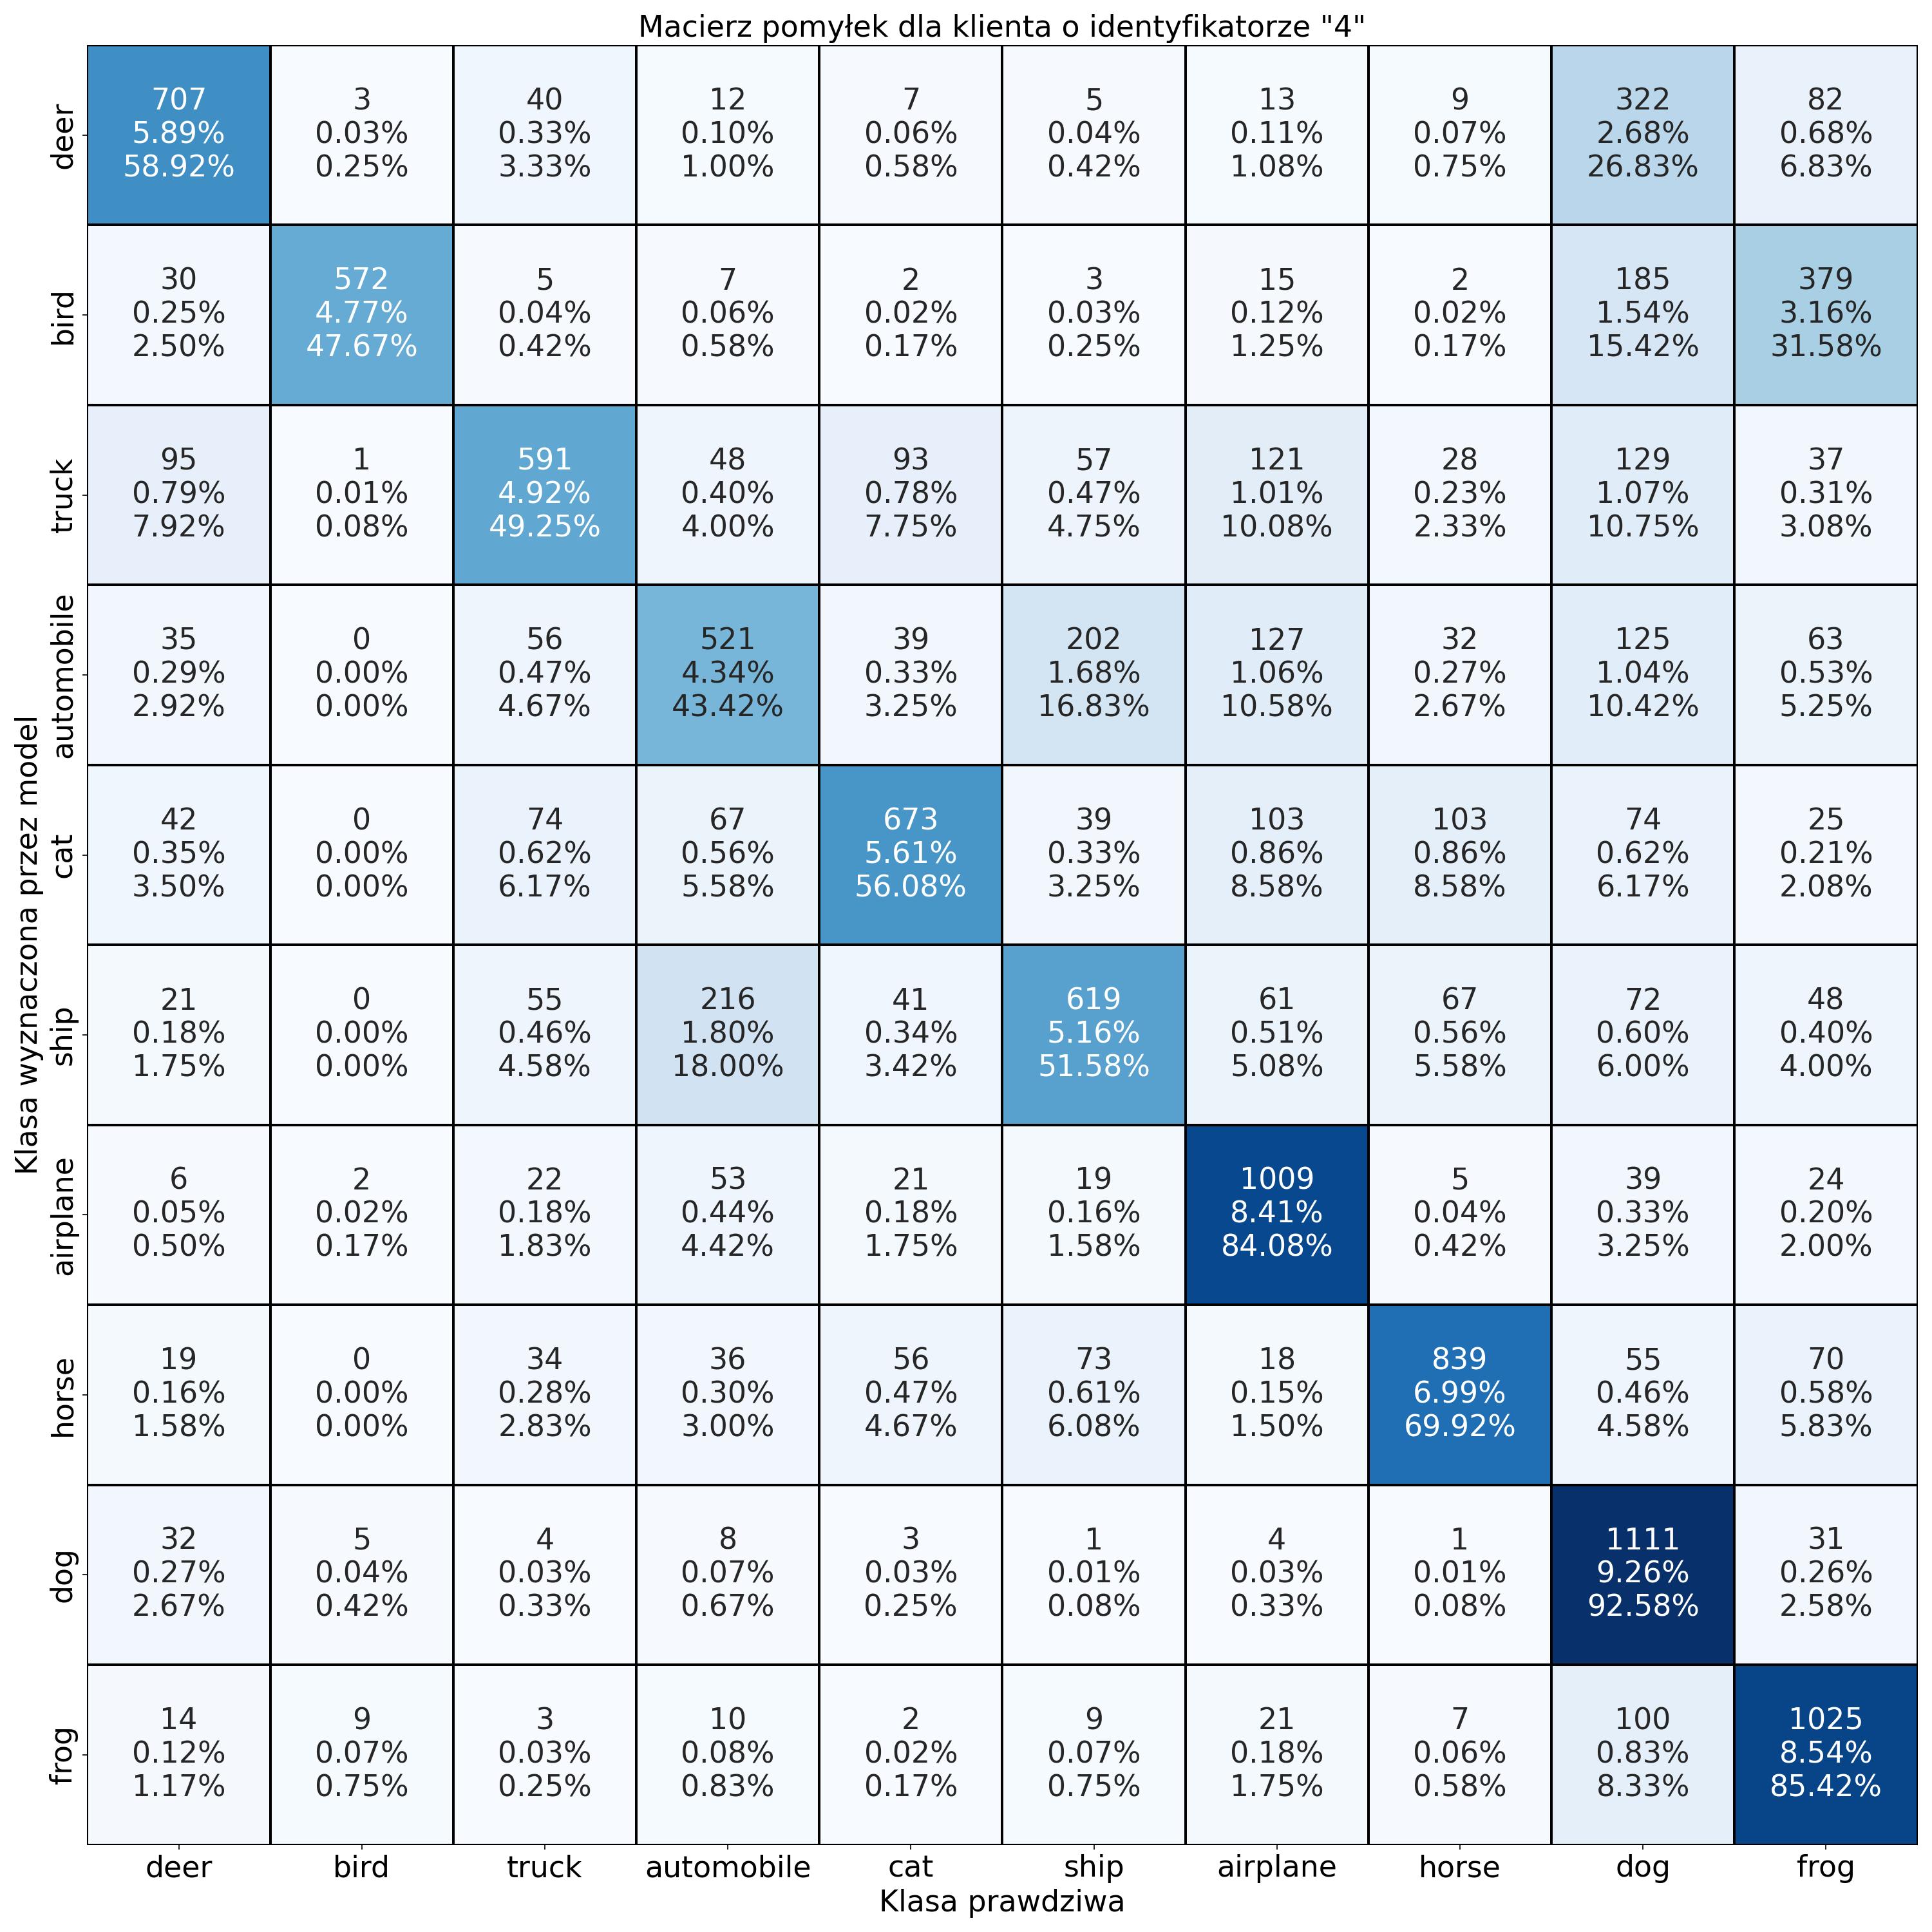 Macierz pomyłek dla klienta o identyfikatorze "4"
Klasa wyznaczona przez model
deer
707 3 40 12 7 5 13 9 322 82
5.89% 0.03% 0.33% 0.10% 0.06% 0.04% 0.11% 0.07% 2.68% 0.68%
58.92% 0.25% 3.33% 1.00% 0.58% 0.42% 1.08% 0.75% 26.83% 6.83%
bird
30 572 5 7 2 3 15 2 185 379
0.25% 4.77% 0.04% 0.06% 0.02% 0.03% 0.12% 0.02% 1.54% 3.16%
2.50% 47.67% 0.42% 0.58% 0.17% 0.25% 1.25% 0.17% 15.42% 31.58%
truck
95 1 591 48 93 57 121 28 129 37
0.79% 0.01% 4.92% 0.40% 0.78% 0.47% 1.01% 0.23% 1.07% 0.31%
7.92% 0.08% 49.25% 4.00% 7.75% 4.75% 10.08% 2.33% 10.75% 3.08%
automobile
35 0 56 521 39 202 127 32 125 63
0.29% 0.00% 0.47% 4.34% 0.33% 1.68% 1.06% 0.27% 1.04% 0.53%
2.92% 0.00% 4.67% 43.42% 3.25% 16.83% 10.58% 2.67% 10.42% 5.25%
cat
42 0 74 67 673 39 103 103 74 25
0.35% 0.00% 0.62% 0.56% 5.61% 0.33% 0.86% 0.86% 0.62% 0.21%
3.50% 0.00% 6.17% 5.58% 56.08% 3.25% 8.58% 8.58% 6.17% 2.08%
ship
21 0 55 216 41 619 61 67 72 48
0.18% 0.00% 0.46% 1.80% 0.34% 5.16% 0.51% 0.56% 0.60% 0.40%
1.75% 0.00% 4.58% 18.00% 3.42% 51.58% 5.08% 5.58% 6.00% 4.00%
airplane
6 2 22 53 21 19 1009 5 39 24
0.05% 0.02% 0.18% 0.44% 0.18% 0.16% 8.41% 0.04% 0.33% 0.20%
0.50% 0.17% 1.83% 4.42% 1.75% 1.58% 84.08% 0.42% 3.25% 2.00%
horse
19 0 34 36 56 73 18 839 55 70
0.16% 0.00% 0.28% 0.30% 0.47% 0.61% 0.15% 6.99% 0.46% 0.58%
1.58% 0.00% 2.83% 3.00% 4.67% 6.08% 1.50% 69.92% 4.58% 5.83%
dog
32 5 4 8 3 1 4 1 1111 31
0.27% 0.04% 0.03% 0.07% 0.03% 0.01% 0.03% 0.01% 9.26% 0.26%
2.67% 0.42% 0.33% 0.67% 0.25% 0.08% 0.33% 0.08% 92.58% 2.58%
frog
14 9 3 10 2 9 21 7 100 1025
0.12% 0.07% 0.03% 0.08% 0.02% 0.07% 0.18% 0.06% 0.83% 8.54%
1.17% 0.75% 0.25% 0.83% 0.17% 0.75% 1.75% 0.58% 8.33% 85.42%
deer bird truck automobile cat ship airplane horse dog frog
Klasa prawdziwa